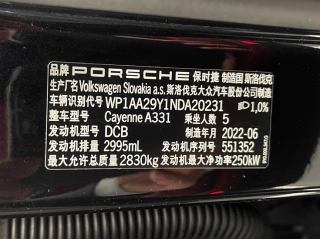 品牌 PORSCHE 保时捷 制造国 斯洛伐克
生产厂名 Volkswagen Slovakia a.s. 斯洛伐克大众汽车股份公司制造
车辆识别代号 WP1AA29Y1NDA20231 1,0%
整车型号 Cayenne A331 乘坐人数 5
发动机型号 DCB 制造年月 2022-06
发动机排量 2995mL 发动机序列号 551352
最大允许总质量 2830kg 发动机最大净功率 250kW